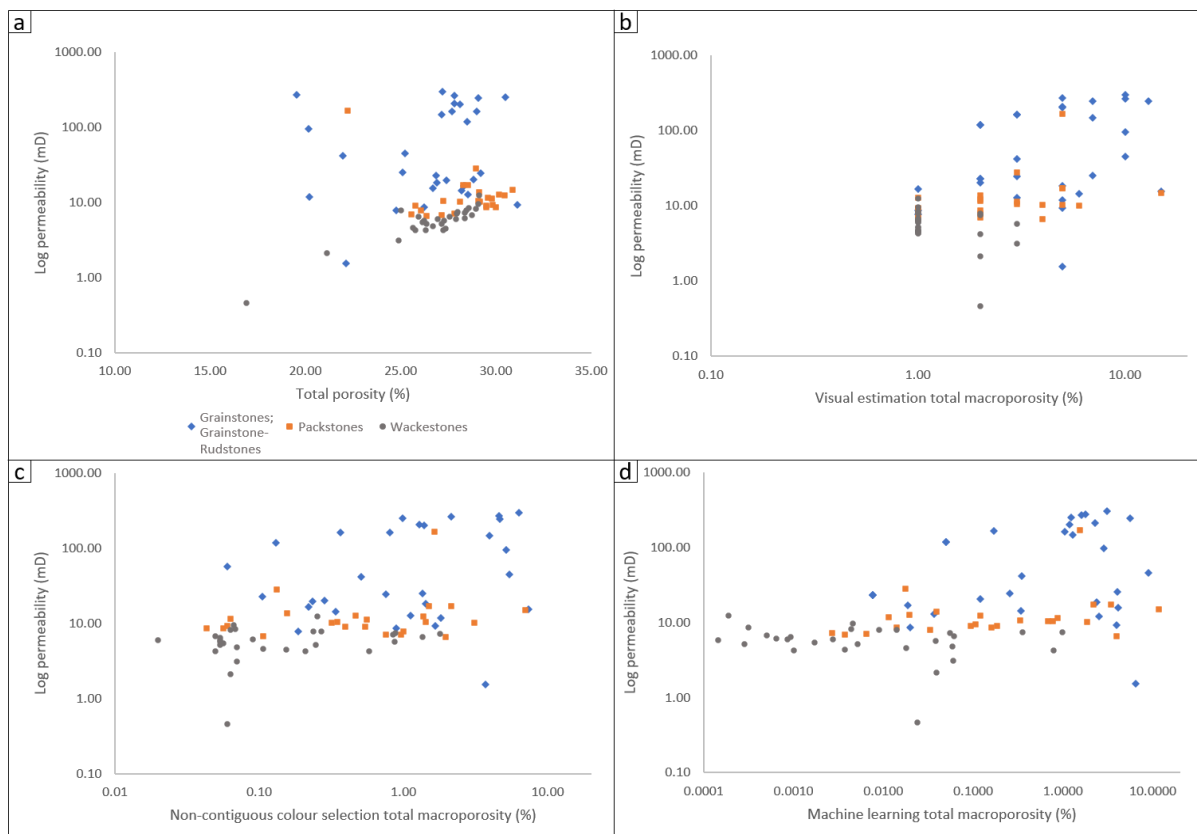 a
1000.00
100.00
10.00
1.00
0.10
Log permeability (mD)
10.00 15.00 20.00 25.00 30.00 35.00
Total porosity (%)
Grainstones;
Grainstone-
Rudstones
Packstones
Wackestones
b
1000.00
100.00
10.00
1.00
0.10
Log permeability (mD)
0.10 1.00 10.00
Visual estimation total macroporosity (%)
c
1000.00
100.00
10.00
1.00
0.10
Log permeability (mD)
0.01 0.10 1.00 10.00
Non-contiguous colour selection total macroporosity (%)
d
1000.00
100.00
10.00
1.00
0.10
Log permeability (mD)
0.0001 0.0010 0.0100 0.1000 1.0000 10.0000
Machine learning total macroporosity (%)